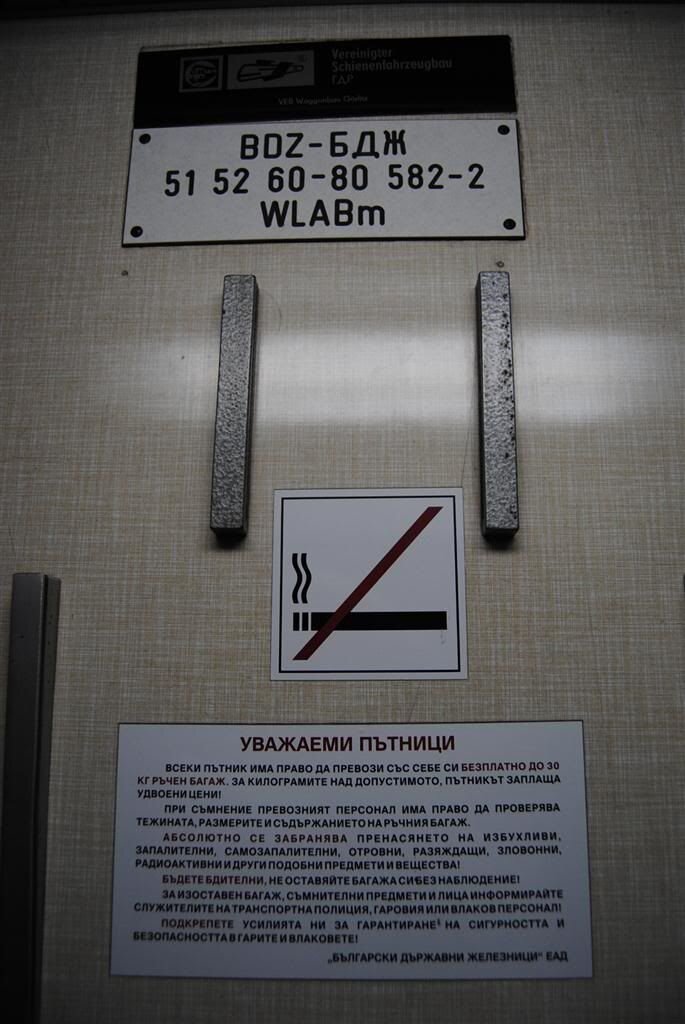 Vereinigter
Schienenfahrzeugbau
ГДР
VEB Waggonbau Görlitz
BDZ-БДЖ
51 52 60-80 582-2
WLABm
УВАЖАЕМИ ПЪТНИЦИ
ВСЕКИ ПЪТНИК ИМА ПРАВО ДА ПРЕВОЗИ СЪС СЕБЕ СИ БЕЗПЛАТНО ДО 30
КГ РЪЧЕН БАГАЖ. ЗА КИЛОГРАМИТЕ НАД ДОПУСТИМОТО, ПЪТНИКЪТ ЗАПЛАЩА
УДВОЕНИ ЦЕНИ!
ПРИ СЪМНЕНИЕ ПРЕВОЗНИЯТ ПЕРСОНАЛ ИМА ПРАВО ДА ПРОВЕРЯВА
ТЕЖИНАТА, РАЗМЕРИТЕ И СЪДЪРЖАНИЕТО НА РЪЧНИЯ БАГАЖ.
АБСОЛЮТНО СЕ ЗАБРАНЯВА ПРЕНАСЯНЕТО НА ИЗБУХЛИВИ,
ЗАПАЛИТЕЛНИ, САМОЗАПАЛИТЕЛНИ, ОТРОВНИ, РАЗЯЖДАЩИ, ЗЛОВОННИ,
РАДИОАКТИВНИ И ДРУГИ ПОДОБНИ ПРЕДМЕТИ И ВЕЩЕСТВА!
БЪДЕТЕ БДИТЕЛНИ, НЕ ОСТАВЯЙТЕ БАГАЖА СИ БЕЗ НАБЛЮДЕНИЕ!
ЗА ИЗОСТАВЕН БАГАЖ, СЪМНИТЕЛНИ ПРЕДМЕТИ И ЛИЦА ИНФОРМИРАЙТЕ
СЛУЖИТЕЛИТЕ НА ТРАНСПОРТНА ПОЛИЦИЯ, ГАРОВИЯ ИЛИ ВЛАКОВ ПЕРСОНАЛ!
ПОДКРЕПЕТЕ УСИЛИЯТА НИ ЗА ГАРАНТИРАНЕ НА СИГУРНОСТТА И
БЕЗОПАСНОСТТА В ГАРИТЕ И ВЛАКОВЕТЕ!
„БЪЛГАРСКИ ДЪРЖАВНИ ЖЕЛЕЗНИЦИ“ ЕАД